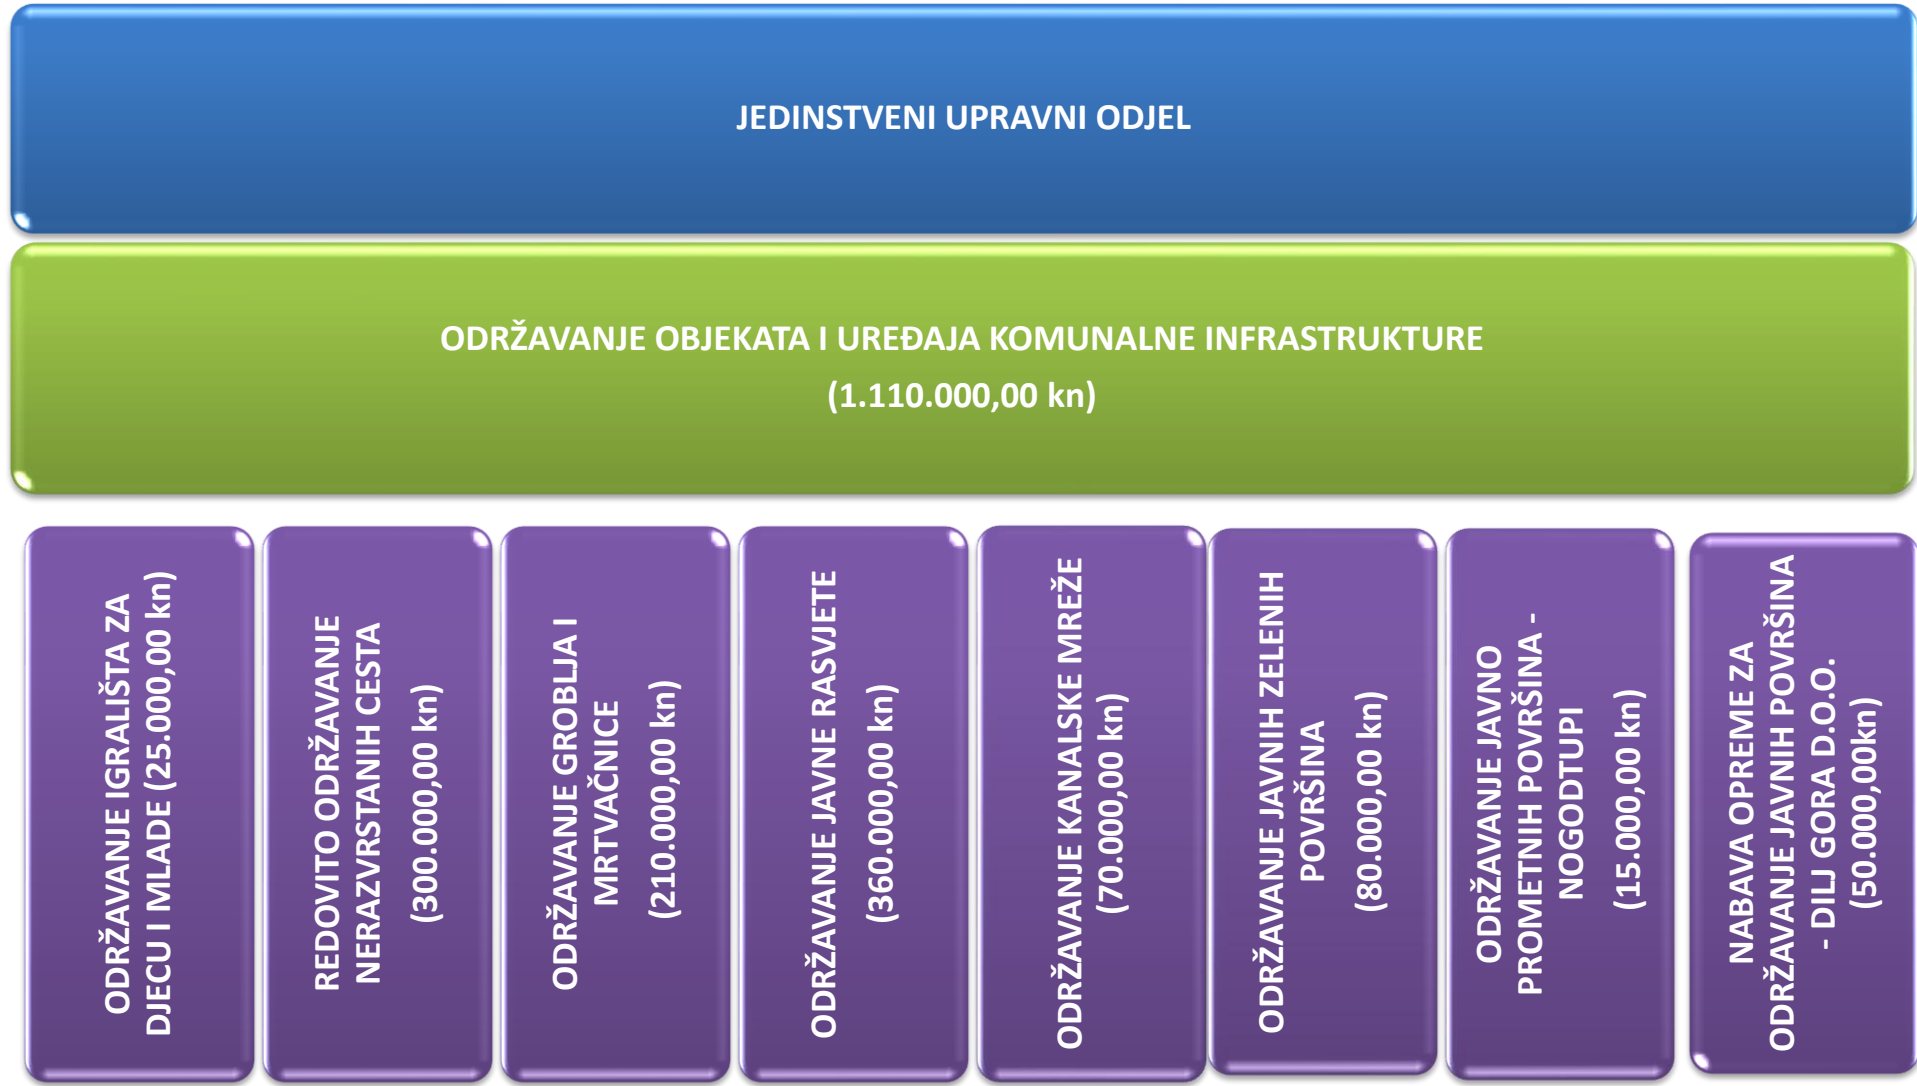 JEDINSTVENI UPRAVNI ODJEL
ODRŽAVANJE OBJEKATA I UREĐAJA KOMUNALNE INFRASTRUKTURE
(1.110.000,00 kn)
ODRŽAVANJE IGRALIŠTA ZA
DJECU I MLADE (25.000,00 kn)
REDOVITO ODRŽAVANJE
NERAZVRSTANIH CESTA
(300.000,00 kn)
ODRŽAVANJE GROBLJA I
MRTVAČNICE
(210.000,00 kn)
ODRŽAVANJE JAVNE RASVJETE
(360.000,00 kn)
ODRŽAVANJE KANALSKE MREŽE
(70.000,00 kn)
ODRŽAVANJE JAVNIH ZELENIH
POVRŠINA
(80.000,00 kn)
ODRŽAVANJE JAVNO
PROMETNIH POVRŠINA -
NOGODTUPI
(15.000,00 kn)
NABAVA OPREME ZA
ODRŽAVANJE JAVNIH POVRŠINA
- DILJ GORA D.O.O.
(50.000,00kn)